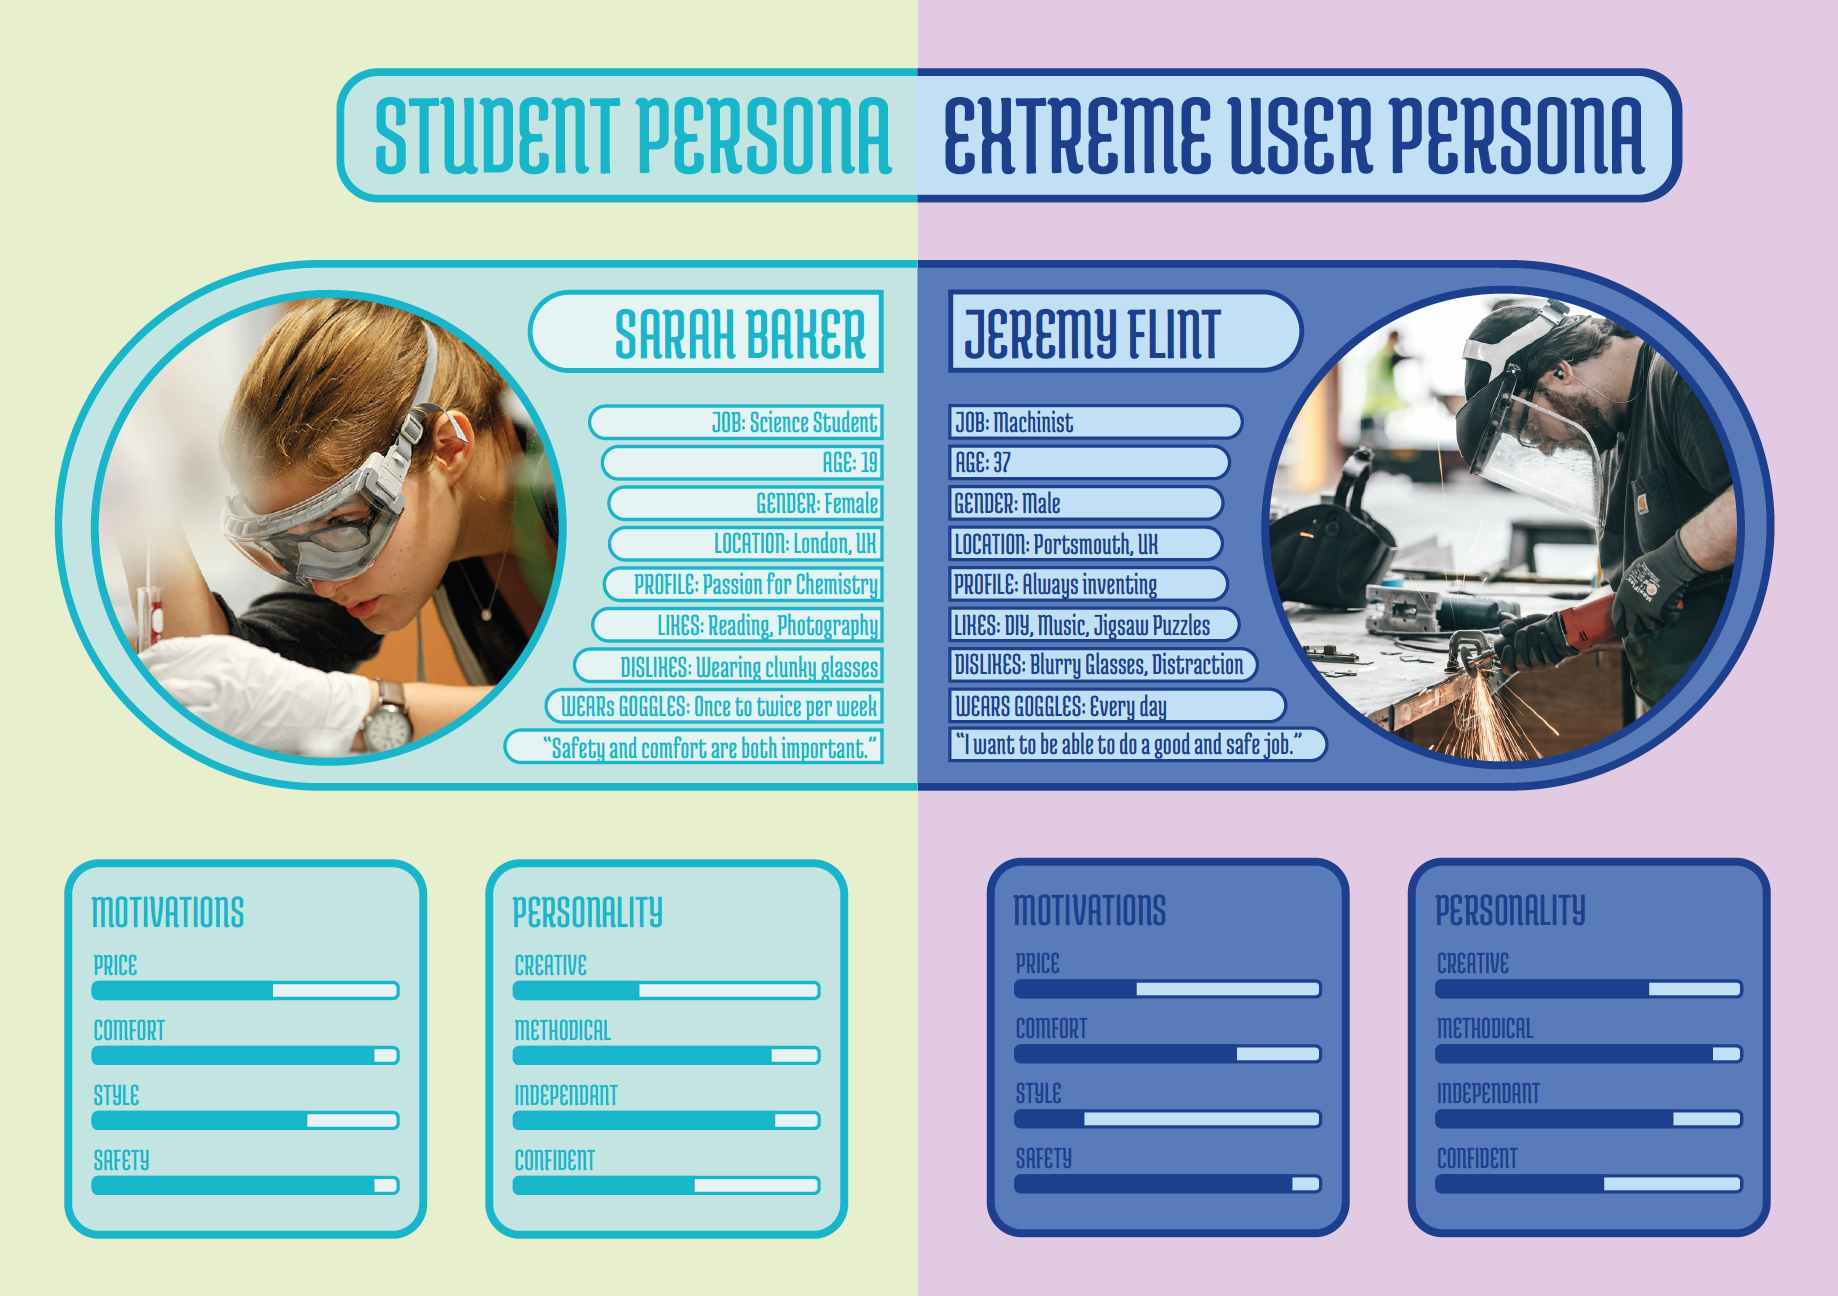 STUDENT PERSONA
EXTREME USER PERSONA
SARAH BAKER
JOB: Science Student
AGE: 19
GENDER: Female
LOCATION: London, UK
PROFILE: Passion for Chemistry
LIKES: Reading, Photography
DISLIKES: Wearing clunky glasses
WEARs GOGGLES: Once to twice per week
“Safety and comfort are both important.”
JEREMY FLINT
JOB: Machinist
AGE: 37
GENDER: Male
LOCATION: Portsmouth, UK
PROFILE: Always inventing
LIKES: DIY, Music, Jigsaw Puzzles
DISLIKES: Blurry Glasses, Distraction
WEARS GOGGLES: Every day
“I want to be able to do a good and safe job.”
MOTIVATIONS
PRICE
COMFORT
STYLE
SAFETY
PERSONALITY
CREATIVE
METHODICAL
INDEPENDANT
CONFIDENT
MOTIVATIONS
PRICE
COMFORT
STYLE
SAFETY
PERSONALITY
CREATIVE
METHODICAL
INDEPENDANT
CONFIDENT